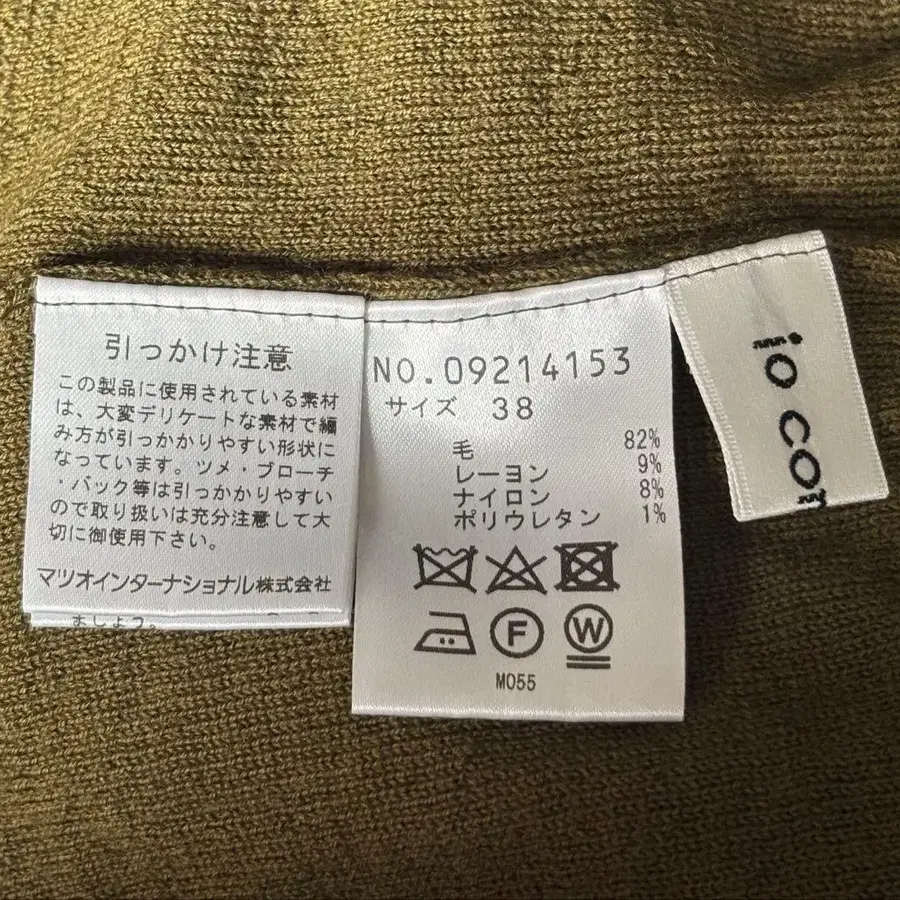 引っかけ注意
この製品に使用されている素材
は、大変デリケートな素材で編
み方が引っかかりやすい形状に
なっています。ツメ・ブローチ
・バック等は引っかかりやすい
ので取り扱いは充分注意して大
切に御使用下さい。
マツオインターナショナル株式会社
ましょう。
NO.09214153
サイズ 38
毛 82%
レーヨン 9%
ナイロン 8%
ポリウレタン 1%
F W
M055
io co